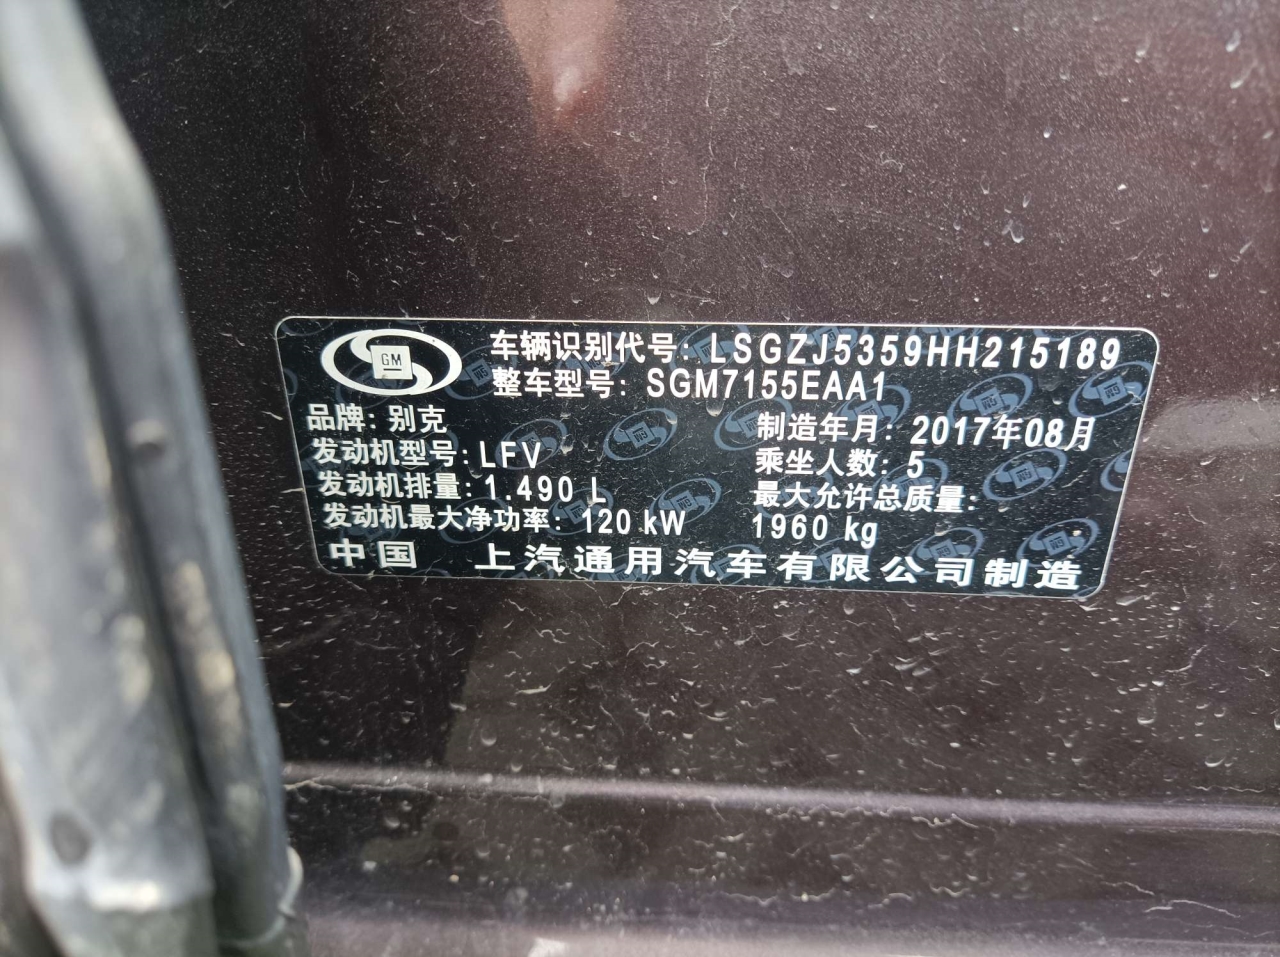 GM
车辆识别代号: LSGZJ5359HH215189
整车型号: SGM7155EAA1
品牌: 别克
制造年月: 2017年08月
发动机型号: LFV
乘坐人数: 5
发动机排量: 1.490 L
最大允许总质量:
发动机最大净功率: 120 kW
1960 kg
中国 上汽通用汽车有限公司制造